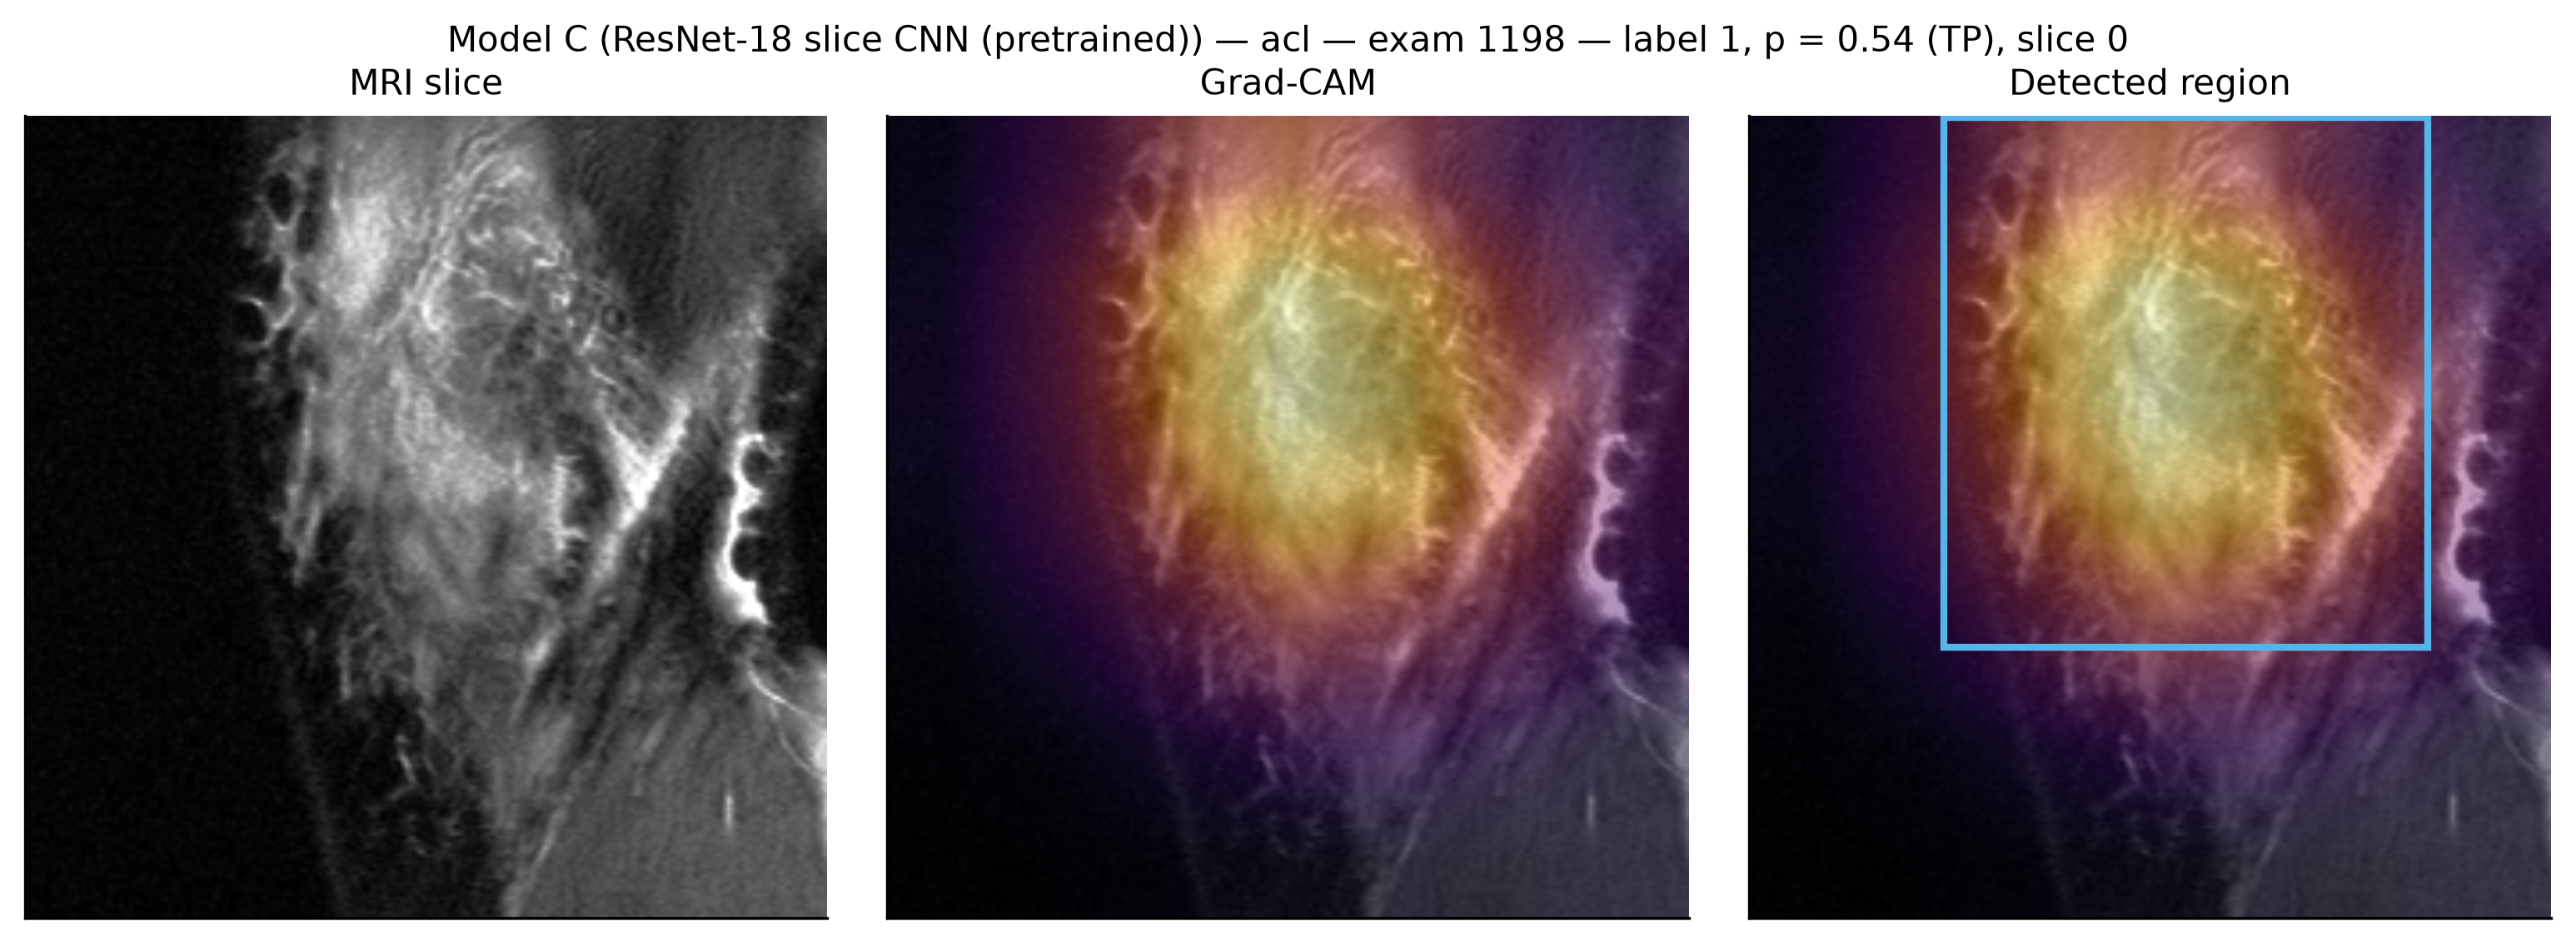 Model C (ResNet-18 slice CNN (pretrained)) — acl — exam 1198 — label 1, p = 0.54 (TP), slice 0
MRI slice
Grad-CAM
Detected region